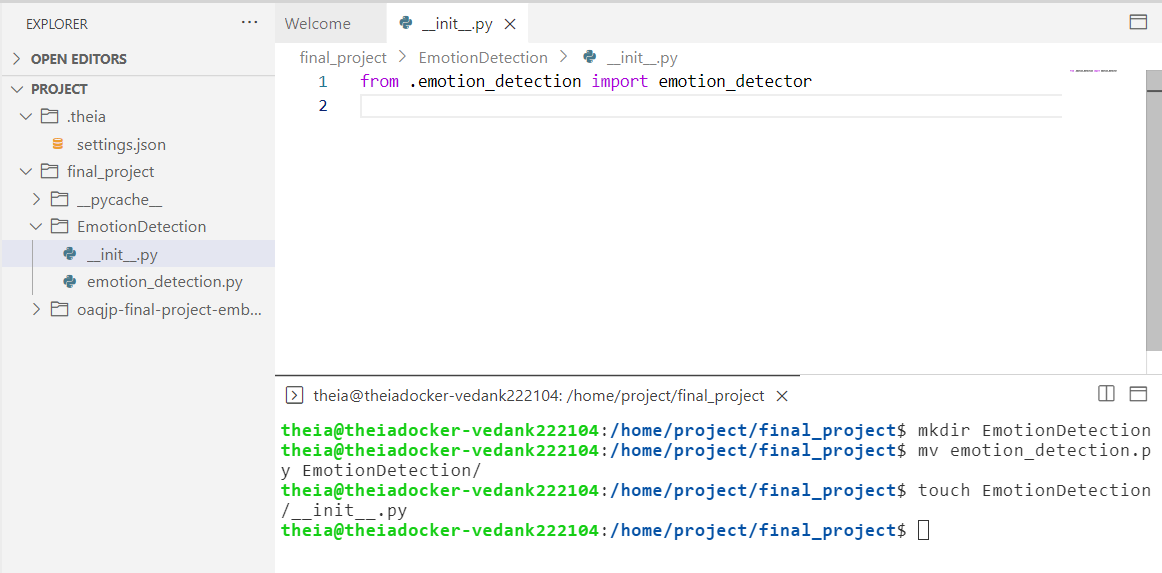 EXPLORER
...
OPEN EDITORS
PROJECT
.theia
settings.json
final_project
__pycache__
EmotionDetection
__init__.py
emotion_detection.py
oaqjp-final-project-emb...
Welcome
__init__.py
final_project > EmotionDetection > __init__.py
1 from .emotion_detection import emotion_detector
2
theia@theiadocker-vedank222104: /home/project/final_project
theia@theiadocker-vedank222104:/home/project/final_project$ mkdir EmotionDetection
theia@theiadocker-vedank222104:/home/project/final_project$ mv emotion_detection.p
y EmotionDetection/
theia@theiadocker-vedank222104:/home/project/final_project$ touch EmotionDetection
/__init__.py
theia@theiadocker-vedank222104:/home/project/final_project$